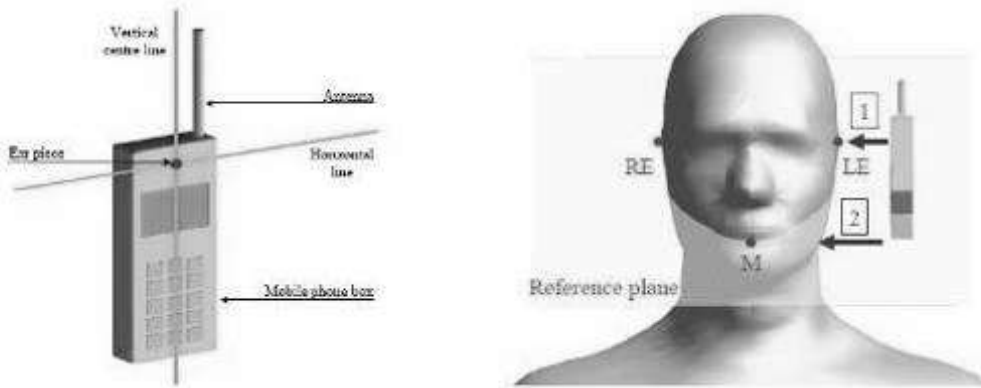 Vertical
centre line
Antenna
Ear piece
Horizontal
line
Mobile phone box
1
RE
LE
2
M
Reference plane